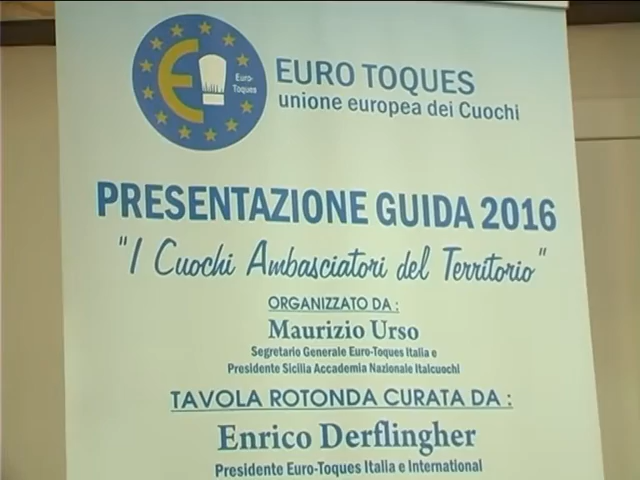 Euro-
Toques
EURO TOQUES
unione europea dei Cuochi
PRESENTAZIONE GUIDA 2016
"I Cuochi Ambasciatori del Territorio"
ORGANIZZATO DA :
Maurizio Urso
Segretario Generale Euro-Toques Italia e
Presidente Sicilia Accademia Nazionale Italcuochi
TAVOLA ROTONDA CURATA DA :
Enrico Derflingher
Presidente Euro-Toques Italia e International